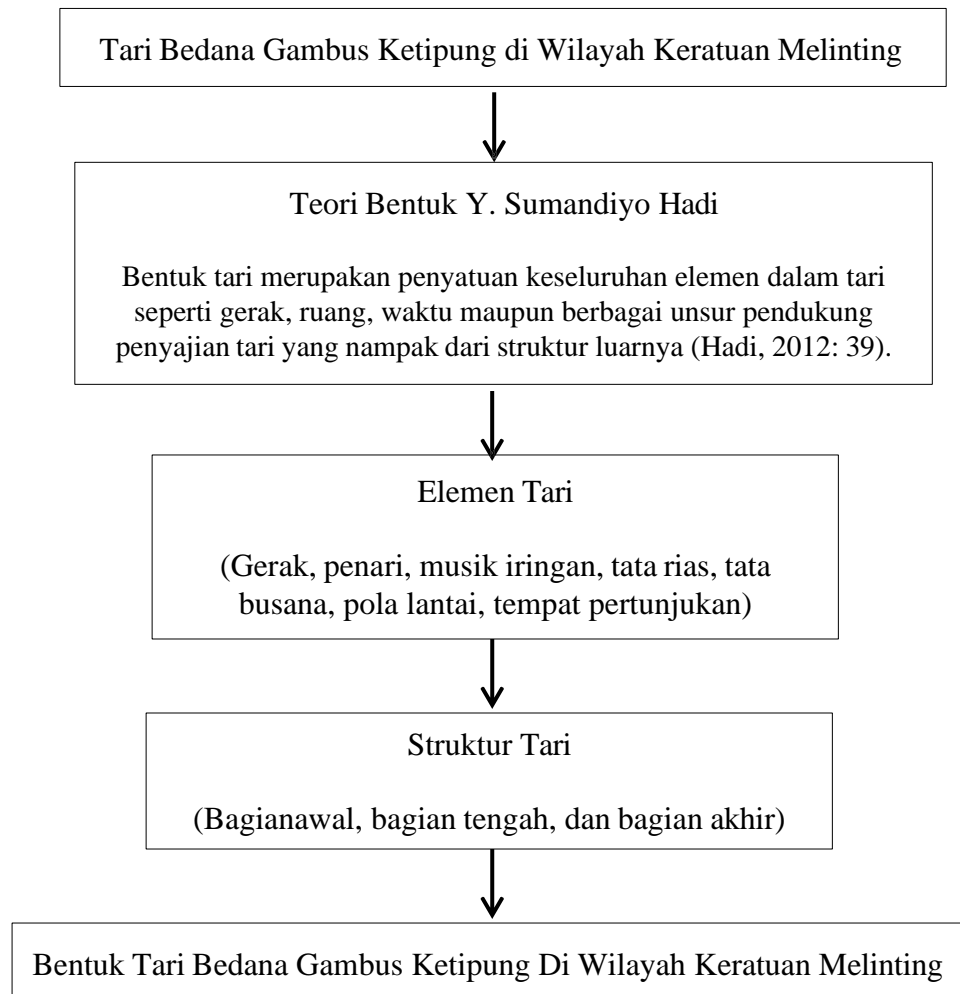 Tari Bedana Gambus Ketipung di Wilayah Keratuan Melinting
Teori Bentuk Y. Sumandiyo Hadi
Bentuk tari merupakan penyatuan keseluruhan elemen dalam tari
seperti gerak, ruang, waktu maupun berbagai unsur pendukung
penyajian tari yang nampak dari struktur luarnya (Hadi, 2012: 39).
Elemen Tari
(Gerak, penari, musik iringan, tata rias, tata
busana, pola lantai, tempat pertunjukan)
Struktur Tari
(Bagianawal, bagian tengah, dan bagian akhir)
Bentuk Tari Bedana Gambus Ketipung Di Wilayah Keratuan Melinting